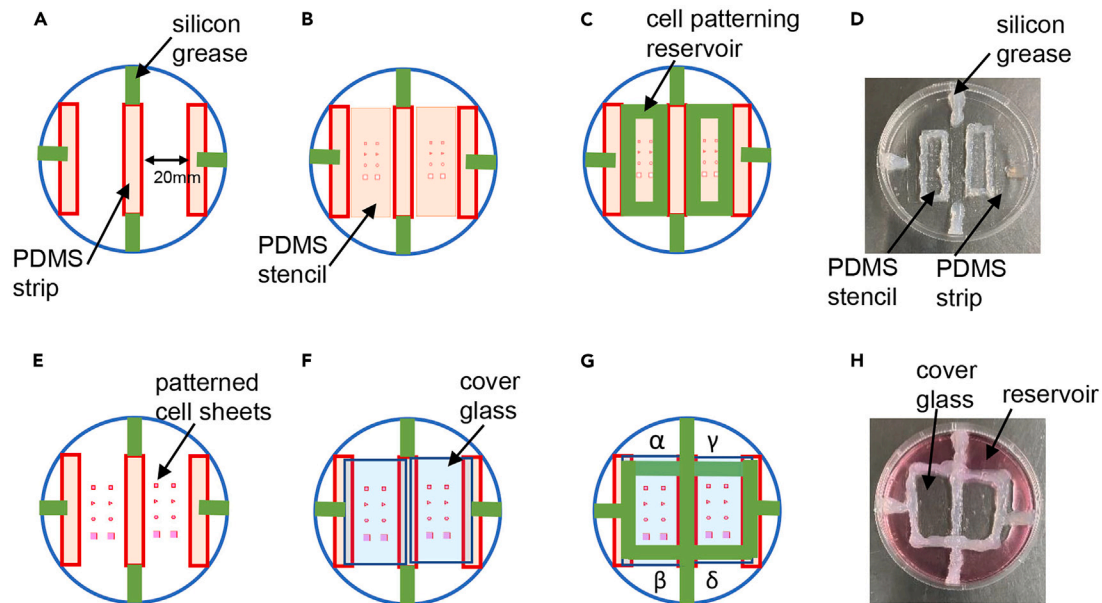 A
silicon
grease
20mm
PDMS
strip
B
PDMS
stencil
C
cell patterning
reservoir
D
silicon
grease
PDMS
stencil
PDMS
strip
E
patterned
cell sheets
F
cover
glass
G
α
γ
β
δ
H
cover
glass
reservoir